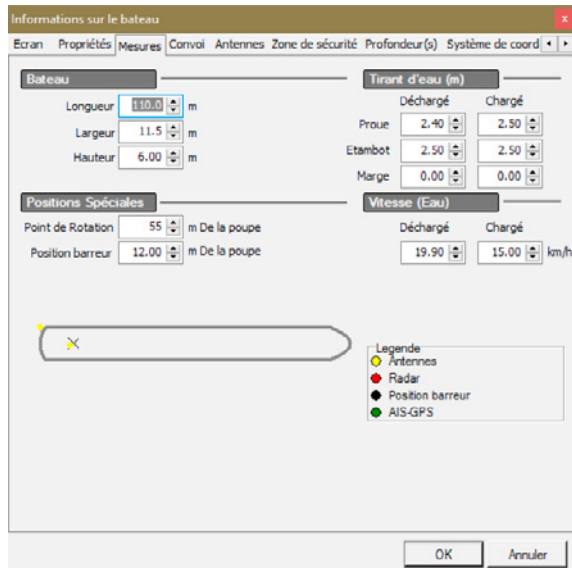 Informations sur le bateau
x
Ecran Propriétés Mesures Convoi Antennes Zone de sécurité Profondeur(s) Système de coord
Bateau
Longueur 110.0 m
Largeur 11.5 m
Hauteur 6.00 m
Tirant d'eau (m)
Déchargé Chargé
Proue 2.40 2.50
Etambot 2.50 2.50
Marge 0.00 0.00
Positions Spéciales
Point de Rotation 55 m De la poupe
Position barreur 12.00 m De la poupe
Vitesse (Eau)
Déchargé Chargé
19.90 15.00 km/h
Legende
Antennes
Radar
Position barreur
AIS-GPS
OK Annuler